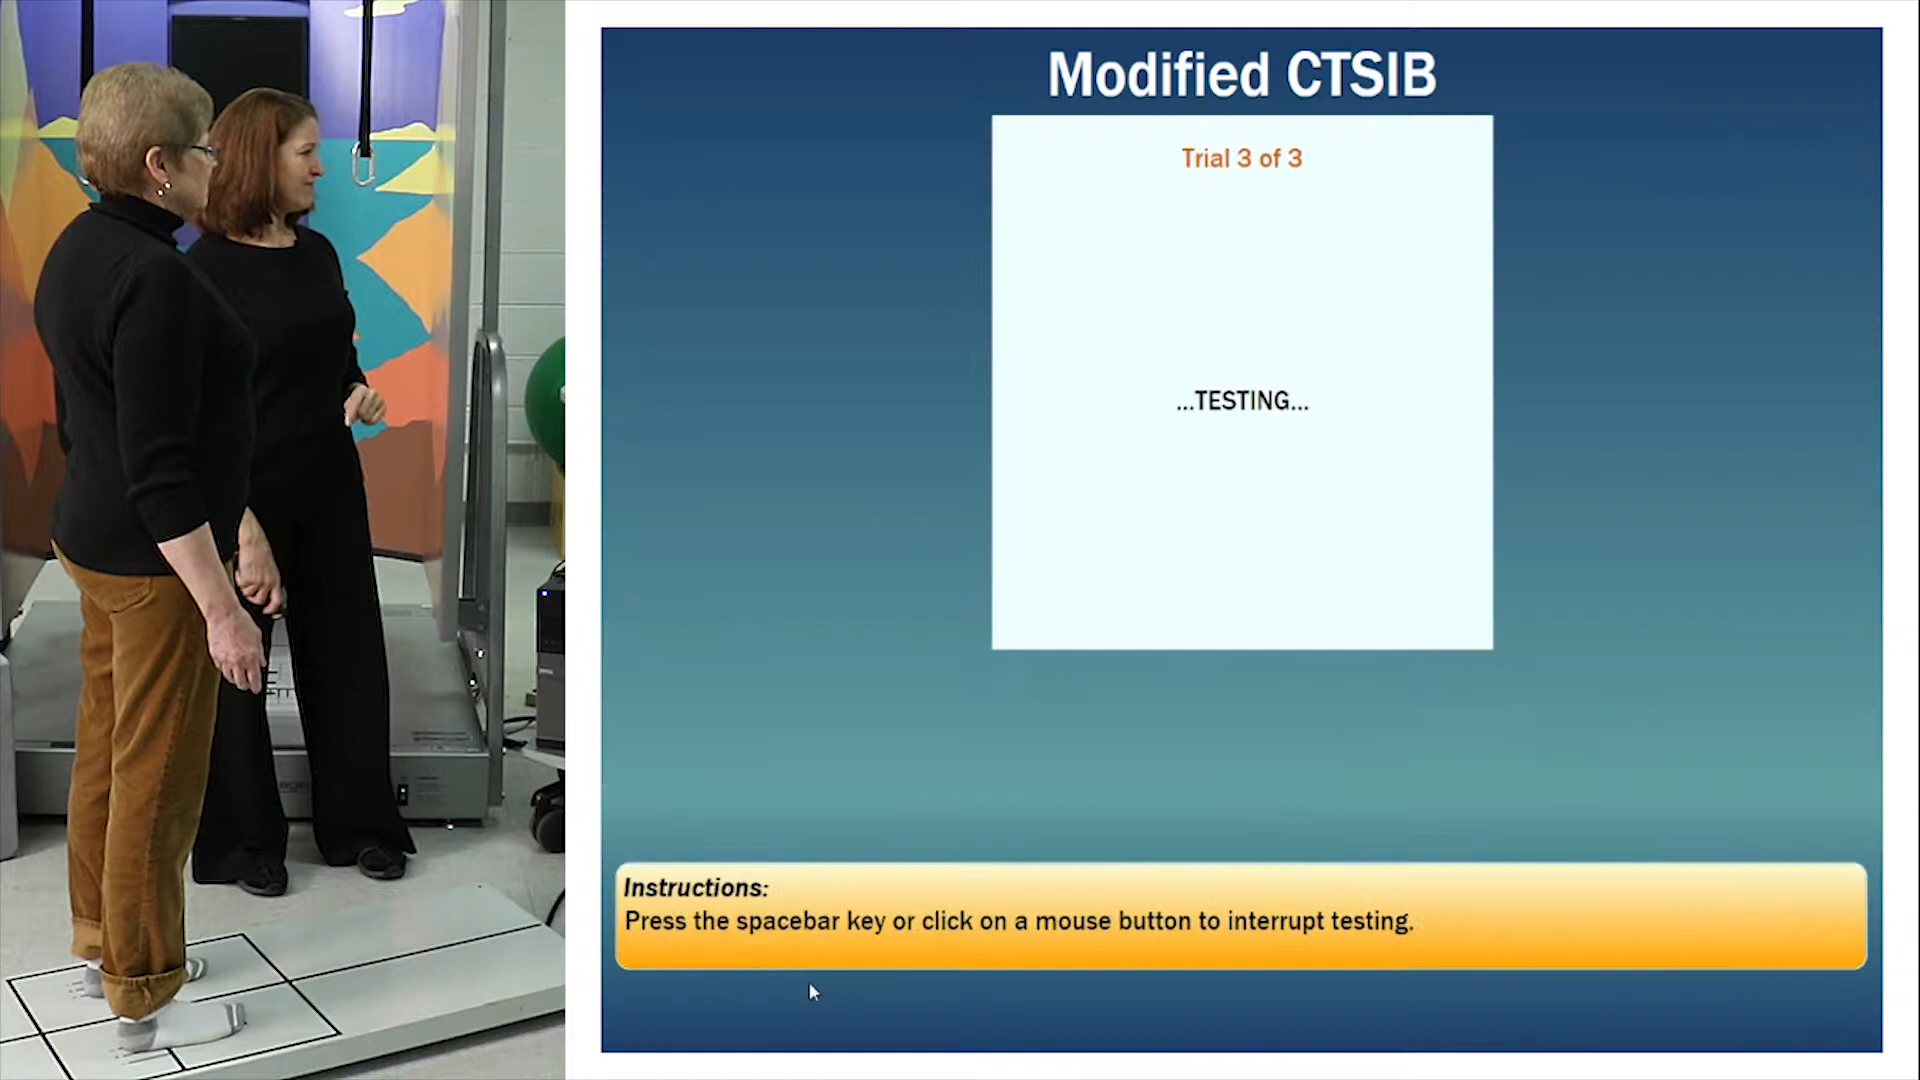 Modified CTSIB
Trial 3 of 3
...TESTING...
Instructions:
Press the spacebar key or click on a mouse button to interrupt testing.